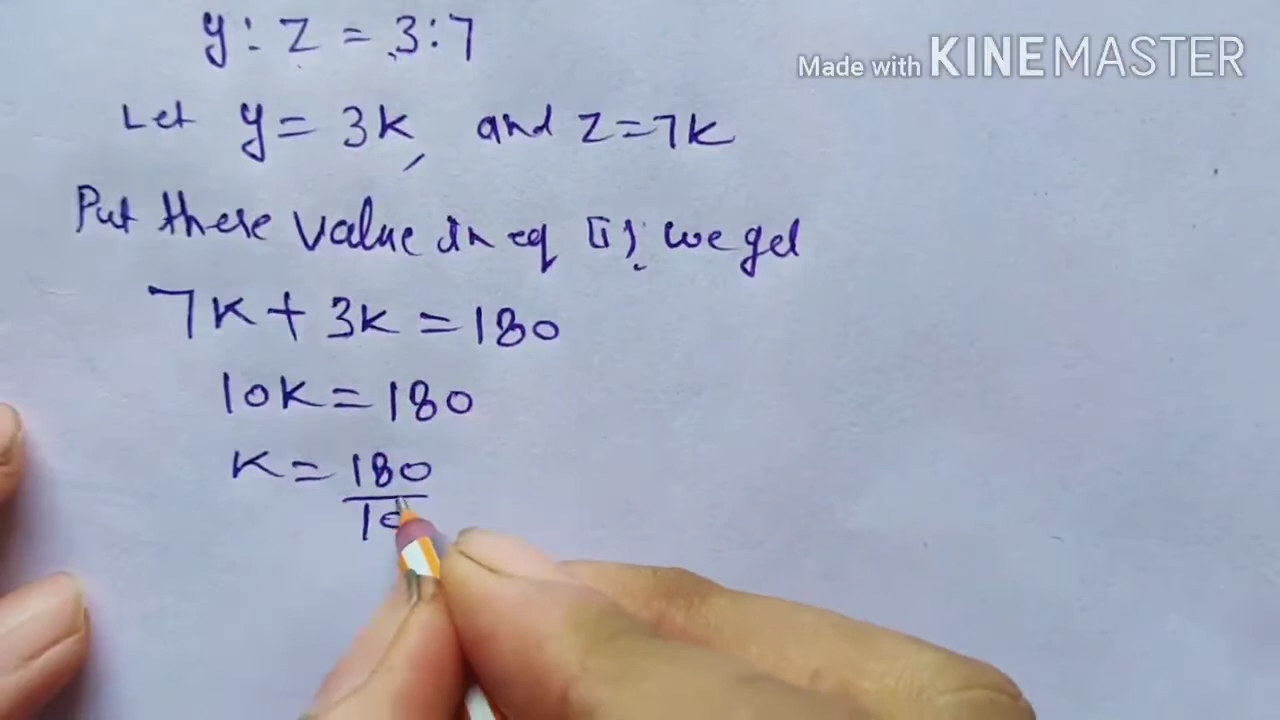 y : z = 3 : 7
Made with KINEMASTER
Let y = 3k, and z = 7k
Put these value in eq (i), we get
7k + 3k = 180
10k = 180
k = 180
10